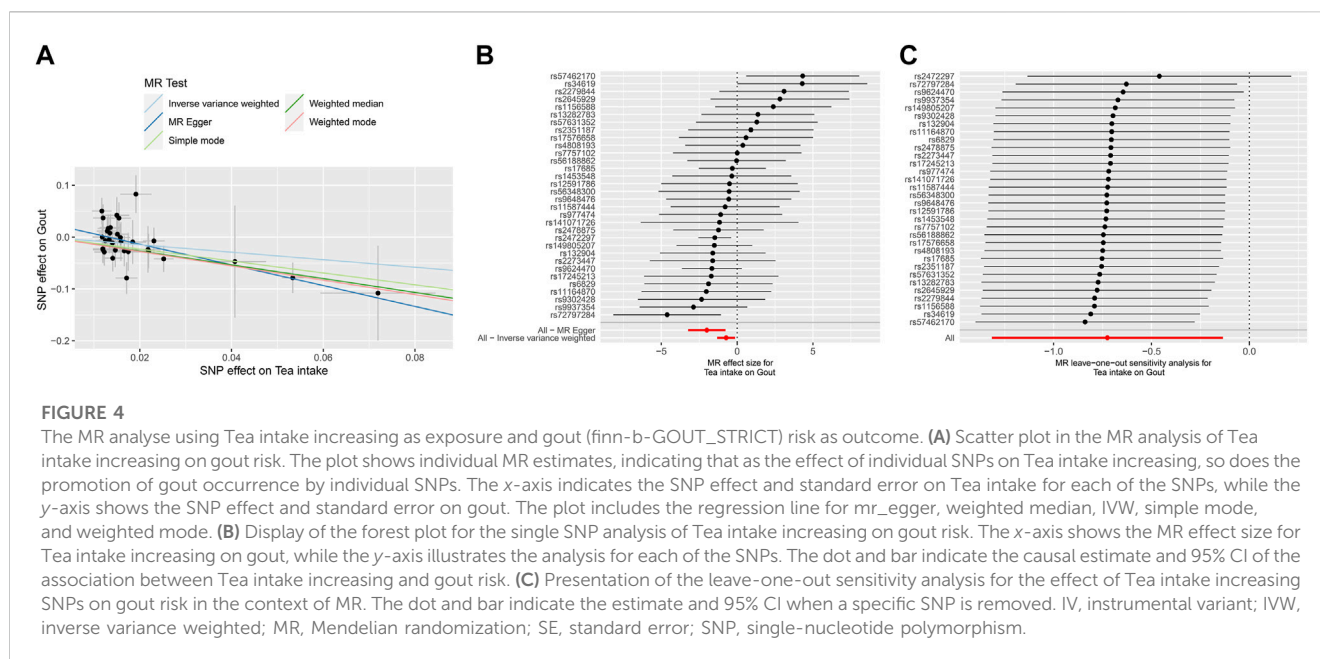 A
MR Test
Inverse variance weighted
MR Egger
Simple mode
Weighted median
Weighted mode
SNP effect on Gout
0.1
0.0
−0.1
−0.2
0.02
0.04
0.06
0.08
SNP effect on Tea intake
B
rs57462170
rs34619
rs2279844
rs2645929
rs1156588
rs13282783
rs57631352
rs2351187
rs17576658
rs4808193
rs7757102
rs56188862
rs17685
rs1453548
rs12591786
rs56348300
rs9648476
rs11587444
rs977474
rs141071726
rs2478875
rs2472297
rs149805207
rs132904
rs2273447
rs9624470
rs17245213
rs6829
rs11164870
rs9302428
rs9937354
rs72797284
All − MR Egger
All − Inverse variance weighted
−5
0
5
MR effect size for
Tea intake on Gout
C
rs2472297
rs72797284
rs9624470
rs9937354
rs149805207
rs9302428
rs132904
rs11164870
rs6829
rs2478875
rs2273447
rs17245213
rs977474
rs141071726
rs11587444
rs56348300
rs9648476
rs12591786
rs1453548
rs7757102
rs56188862
rs17576658
rs4808193
rs17685
rs2351187
rs57631352
rs13282783
rs2645929
rs2279844
rs1156588
rs34619
rs57462170
All
−1.0
−0.5
0.0
MR leave−one−out sensitivity analysis for
Tea intake on Gout
FIGURE 4
The MR analyse using Tea intake increasing as exposure and gout (finn-b-GOUT_STRICT) risk as outcome. (A) Scatter plot in the MR analysis of Tea
intake increasing on gout risk. The plot shows individual MR estimates, indicating that as the effect of individual SNPs on Tea intake increasing, so does the
promotion of gout occurrence by individual SNPs. The x-axis indicates the SNP effect and standard error on Tea intake for each of the SNPs, while the
y-axis shows the SNP effect and standard error on gout. The plot includes the regression line for mr_egger, weighted median, IVW, simple mode,
and weighted mode. (B) Display of the forest plot for the single SNP analysis of Tea intake increasing on gout risk. The x-axis shows the MR effect size for
Tea intake increasing on gout, while the y-axis illustrates the analysis for each of the SNPs. The dot and bar indicate the causal estimate and 95% CI of the
association between Tea intake increasing and gout risk. (C) Presentation of the leave-one-out sensitivity analysis for the effect of Tea intake increasing
SNPs on gout risk in the context of MR. The dot and bar indicate the estimate and 95% CI when a specific SNP is removed. IV, instrumental variant; IVW,
inverse variance weighted; MR, Mendelian randomization; SE, standard error; SNP, single-nucleotide polymorphism.